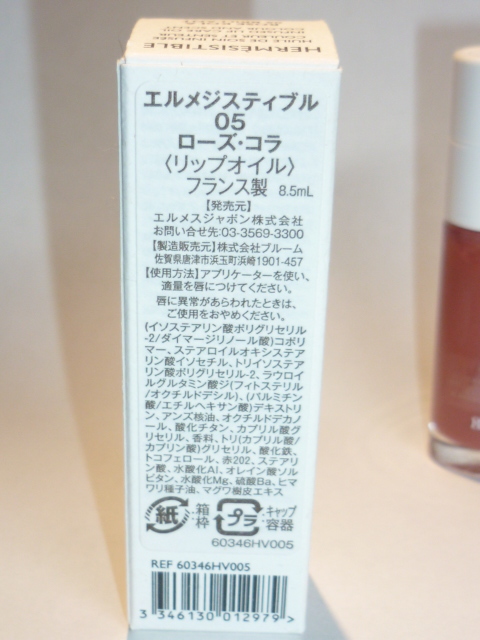 HERMÈSISTIBLE
HUILE DE SOIN INFUSÉE
COULEUR ET SENTEUR
INFUSED LIP CARE OIL
エルメジスティブル
05
ローズ・コラ
〈リップオイル〉
フランス製 8.5mL
【発売元】
エルメスジャポン株式会社
お問い合せ先:03-3569-3300
【製造販売元】株式会社ブルーム
佐賀県唐津市浜玉町浜崎1901-457
【使用方法】アプリケーターを使い、
適量を唇につけてください。
唇に異常があらわれたときは、
ご使用をおやめください。
(イソステアリン酸ポリグリセリル
-2/ダイマージリノール酸)コポリ
マー、ステアロイルオキシステア
リン酸イソセチル、トリイソステア
リン酸ポリグリセリル-2、ラウロイ
ルグルタミン酸ジ(フィトステリル
/オクチルドデシル)、(パルミチン
酸/エチルヘキサン酸)デキストリ
ン、アンズ核油、オクチルドデカノ
ール、酸化チタン、カプリル酸グ
リセリル、香料、トリ(カプリル酸/
カプリン酸)グリセリル、酸化鉄、
トコフェロール、赤202、ステアリ
ン酸、水酸化Al、オレイン酸ソル
ビタン、水酸化Mg、硫酸Ba、ヒマ
ワリ種子油、マグワ樹皮エキス
紙 箱 枠 プラ キャップ 容器
60346HV005
REF 60346HV005
3 346130 012979 >